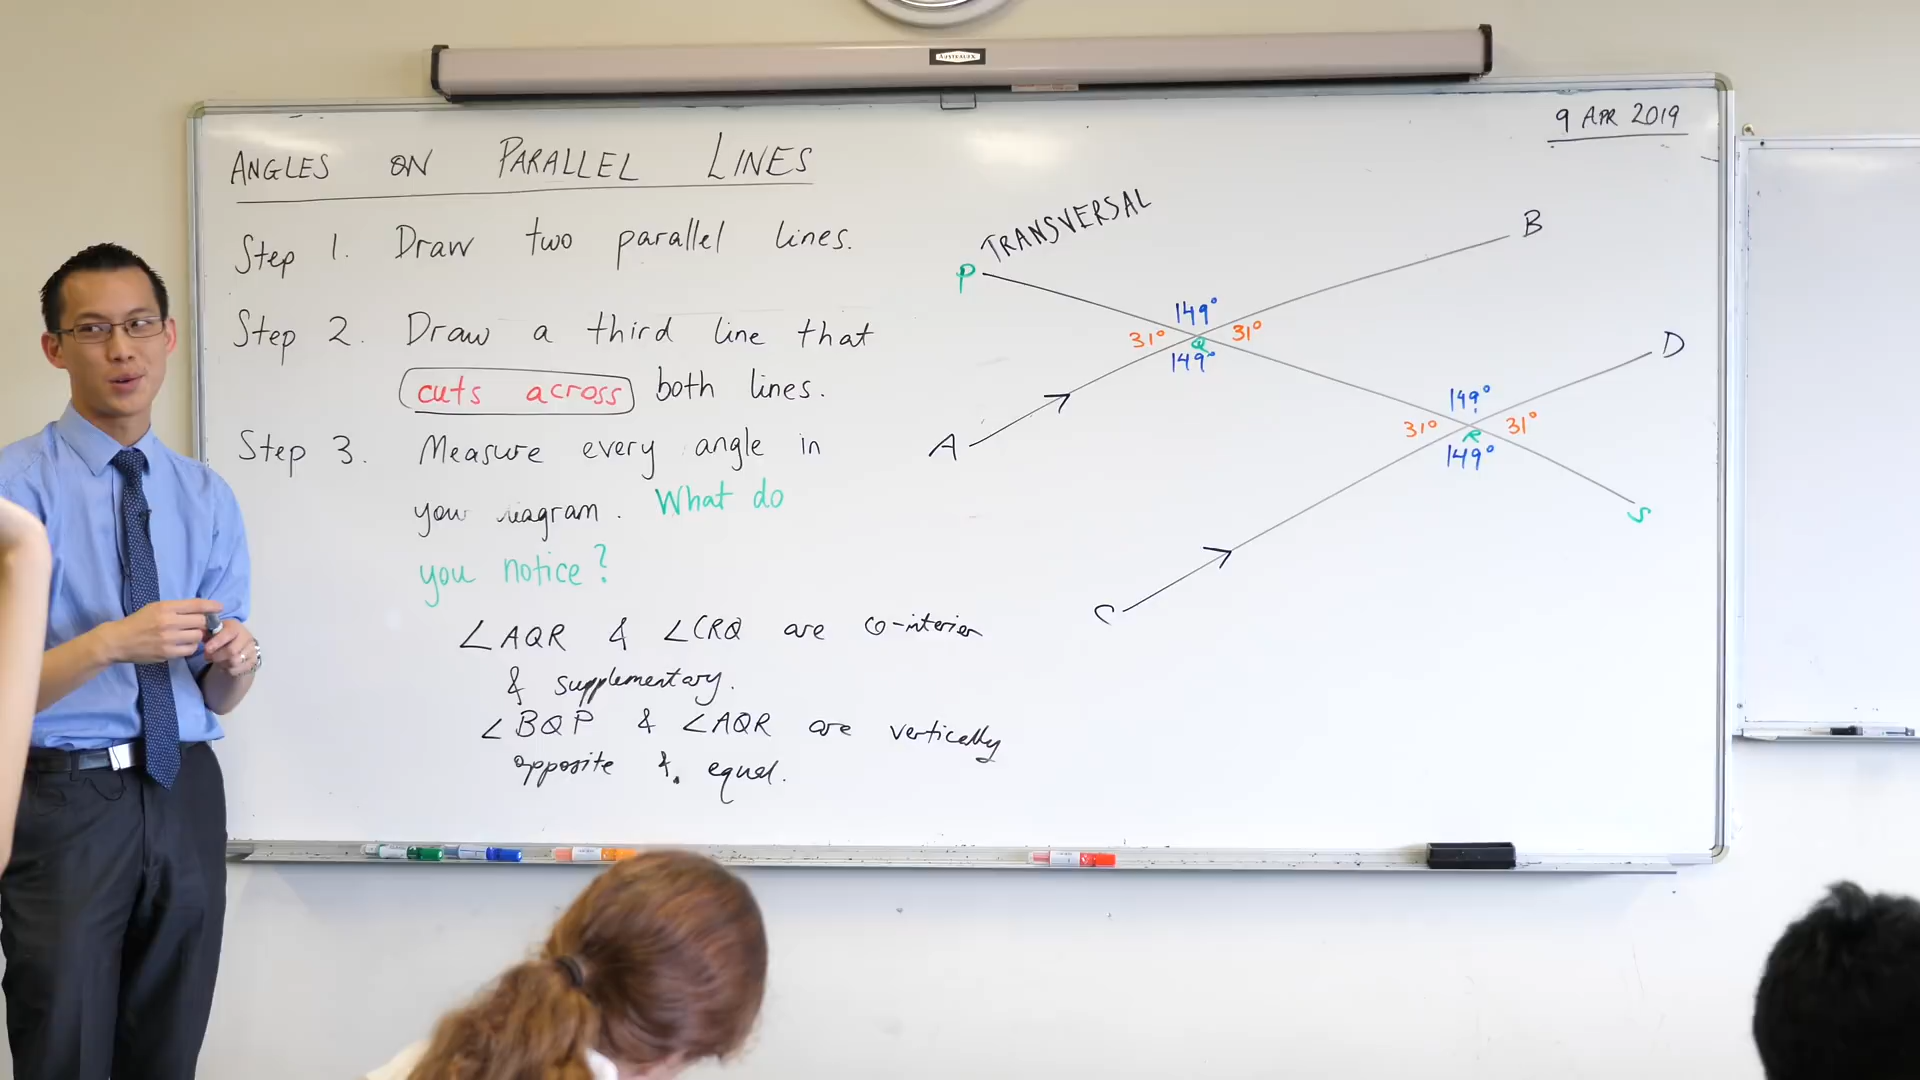 AUSTRALEX
9 APR 2019
ANGLES ON PARALLEL LINES
Step 1. Draw two parallel lines.
Step 2. Draw a third line that
cuts across both lines.
Step 3. Measure every angle in
your iagram. What do
you notice?
∠AQR & ∠CRQ are co-interior
& supplementary.
∠BQP & ∠AQR are vertically
opposite & equal.
TRANSVERSAL
B
P
149°
31° 31°
Q
149°
D
A
149°
31° 31°
R
149°
S
C